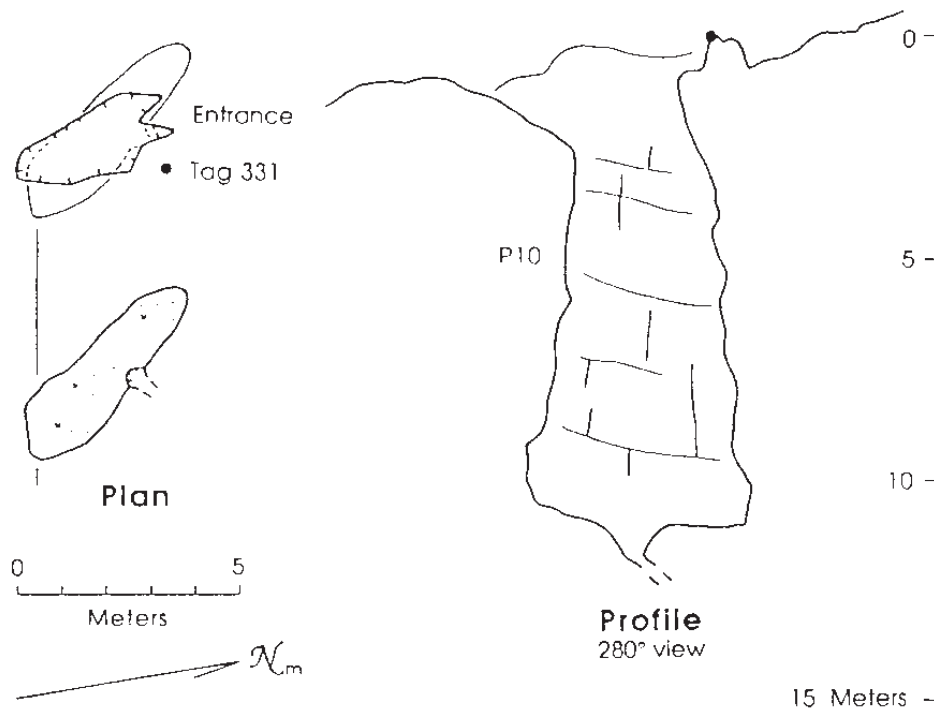 Entrance
Tag 331
Plan
0 5
Meters
Nm
P10
Profile
280° view
0 -
5 -
10 -
15 Meters -